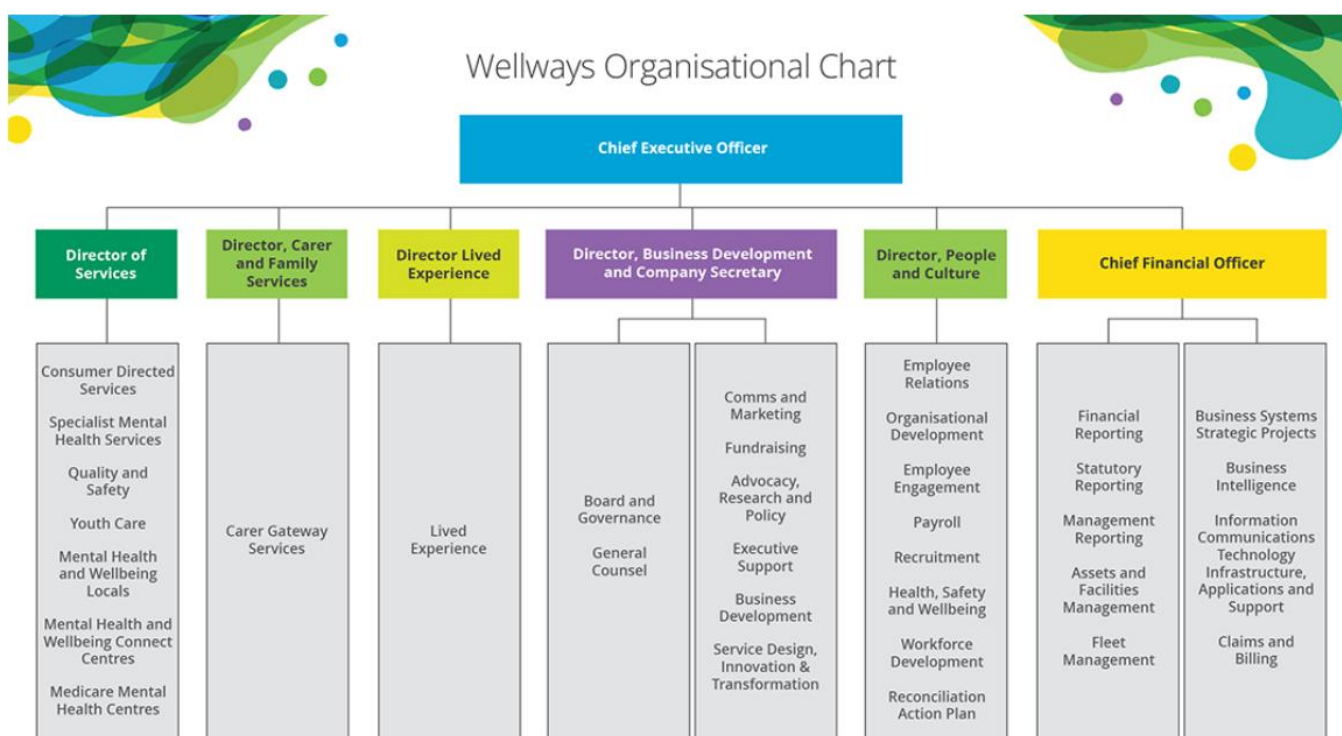 Wellways Organisational Chart
Chief Executive Officer
Director of
Services
Director, Carer
and Family
Services
Director Lived
Experience
Director, Business Development
and Company Secretary
Director, People
and Culture
Chief Financial Officer
Consumer Directed
Services
Specialist Mental
Health Services
Quality and
Safety
Youth Care
Mental Health
and Wellbeing
Locals
Mental Health and
Wellbeing Connect
Centres
Medicare Mental
Health Centres
Carer Gateway
Services
Lived
Experience
Board and
Governance
General
Counsel
Comms and
Marketing
Fundraising
Advocacy,
Research and
Policy
Executive
Support
Business
Development
Service Design,
Innovation &
Transformation
Employee
Relations
Organisational
Development
Employee
Engagement
Payroll
Recruitment
Health, Safety
and Wellbeing
Workforce
Development
Reconciliation
Action Plan
Financial
Reporting
Statutory
Reporting
Management
Reporting
Assets and
Facilities
Management
Fleet
Management
Business Systems
Strategic Projects
Business
Intelligence
Information
Communications
Technology
Infrastructure,
Applications and
Support
Claims and
Billing